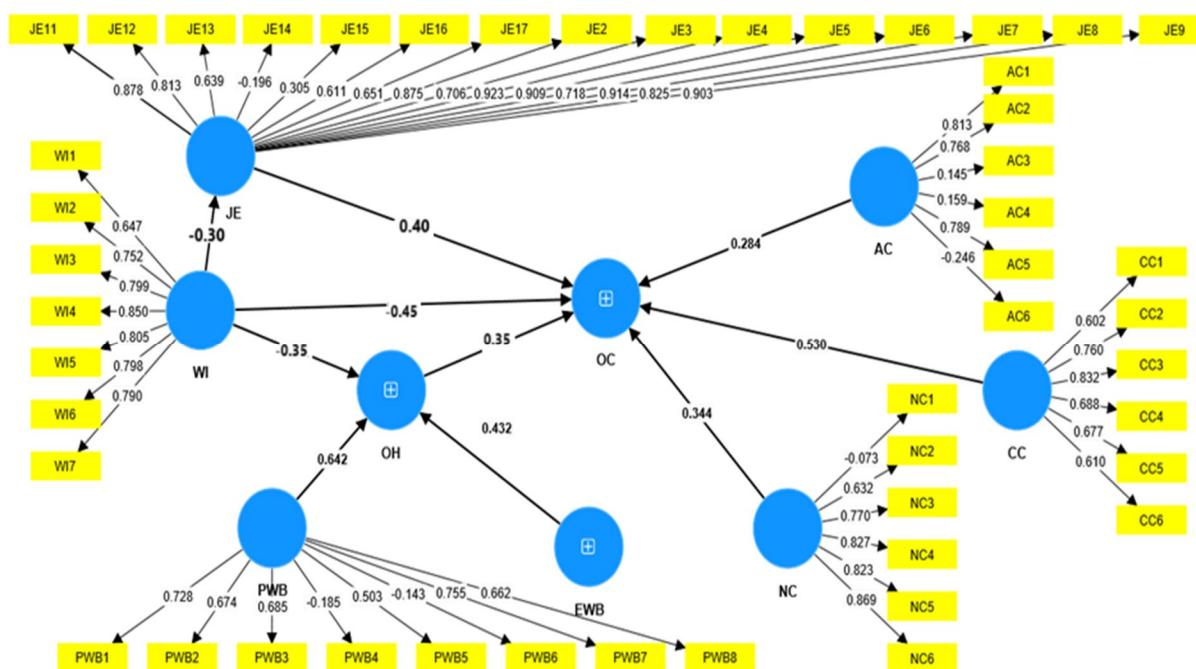 JE11 JE12 JE13 JE14 JE15 JE16 JE17 JE2 JE3 JE4 JE5 JE6 JE7 JE8 JE9
0.878 0.813 0.639 -0.196 0.305 0.611 0.651 0.875 0.706 0.923 0.909 0.718 0.914 0.825 0.903
JE
AC1
AC2
AC3
AC4
AC5
AC6
0.813
0.768
0.145
0.159
0.789
-0.246
AC
WI1
WI2
WI3
WI4
WI5
WI6
WI7
0.647
0.752
0.799
0.850
0.805
0.798
0.790
WI
-0.30
0.40
-0.45
-0.35
0.35
0.284
0.530
0.344
OC
OH
0.642
0.432
CC1
CC2
CC3
CC4
CC5
CC6
0.602
0.760
0.832
0.688
0.677
0.610
CC
NC1
NC2
NC3
NC4
NC5
NC6
-0.073
0.632
0.770
0.827
0.823
0.869
NC
PWB
EWB
0.728 0.674 0.685 -0.185 0.503 -0.143 0.755 0.662
PWB1 PWB2 PWB3 PWB4 PWB5 PWB6 PWB7 PWB8